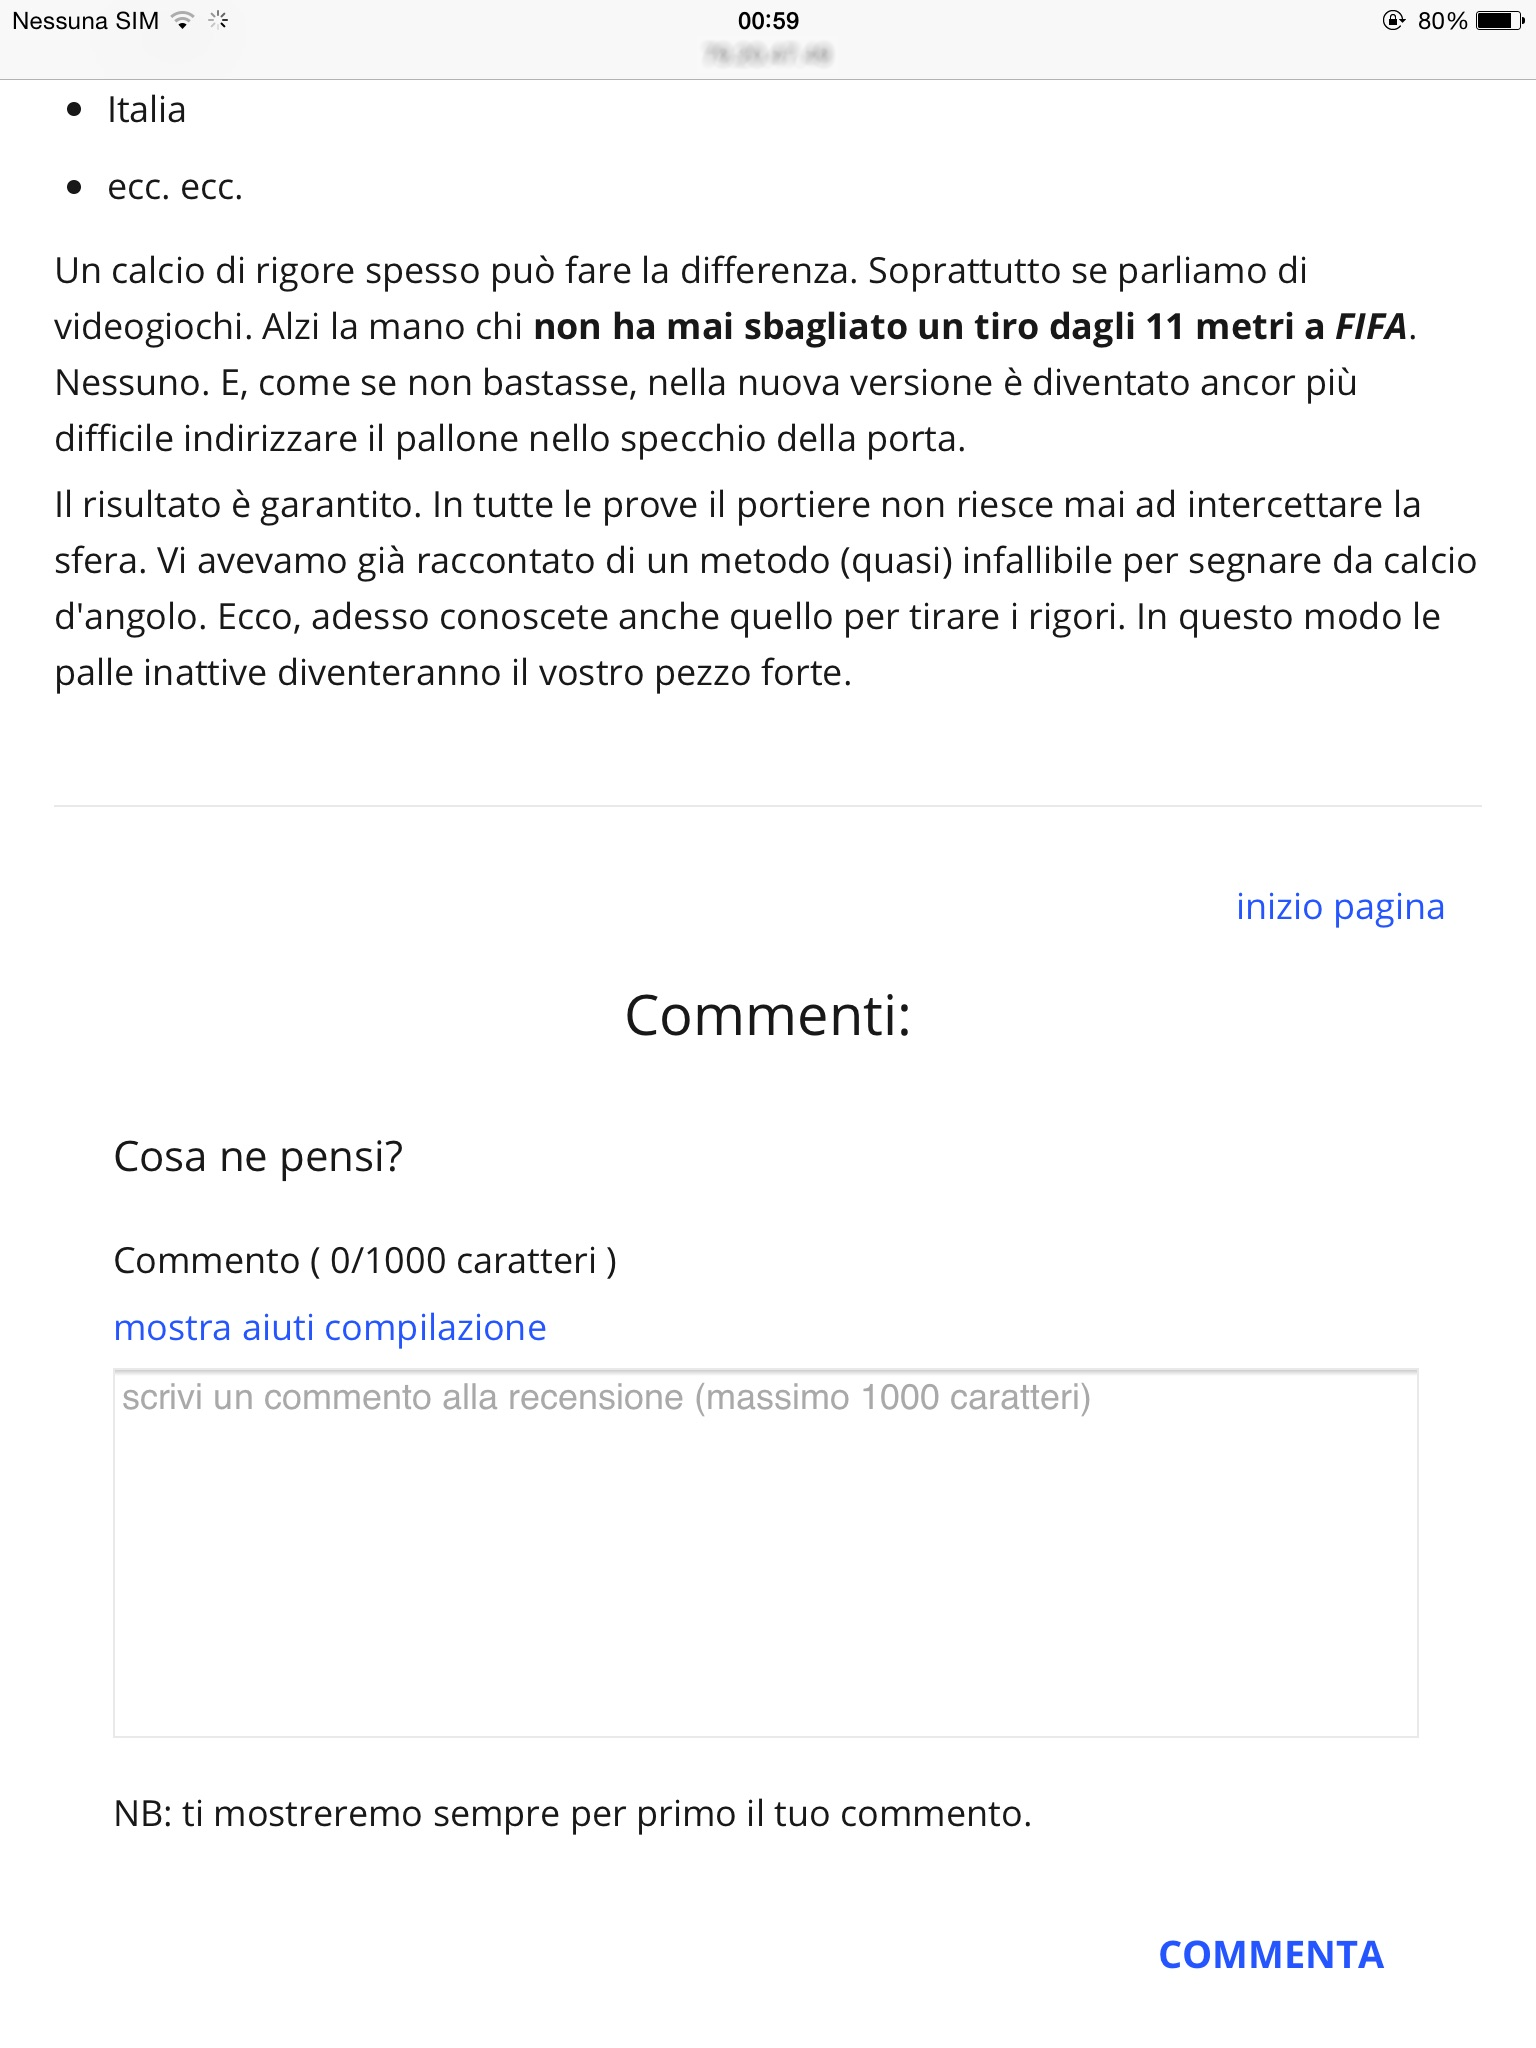 Nessuna SIM 00:59 80%
• Italia
• ecc. ecc.
Un calcio di rigore spesso può fare la differenza. Soprattutto se parliamo di
videogiochi. Alzi la mano chi non ha mai sbagliato un tiro dagli 11 metri a FIFA.
Nessuno. E, come se non bastasse, nella nuova versione è diventato ancor più
difficile indirizzare il pallone nello specchio della porta.
Il risultato è garantito. In tutte le prove il portiere non riesce mai ad intercettare la
sfera. Vi avevamo già raccontato di un metodo (quasi) infallibile per segnare da calcio
d'angolo. Ecco, adesso conoscete anche quello per tirare i rigori. In questo modo le
palle inattive diventeranno il vostro pezzo forte.
inizio pagina
Commenti:
Cosa ne pensi?
Commento ( 0/1000 caratteri )
mostra aiuti compilazione
scrivi un commento alla recensione (massimo 1000 caratteri)
NB: ti mostreremo sempre per primo il tuo commento.
COMMENTA